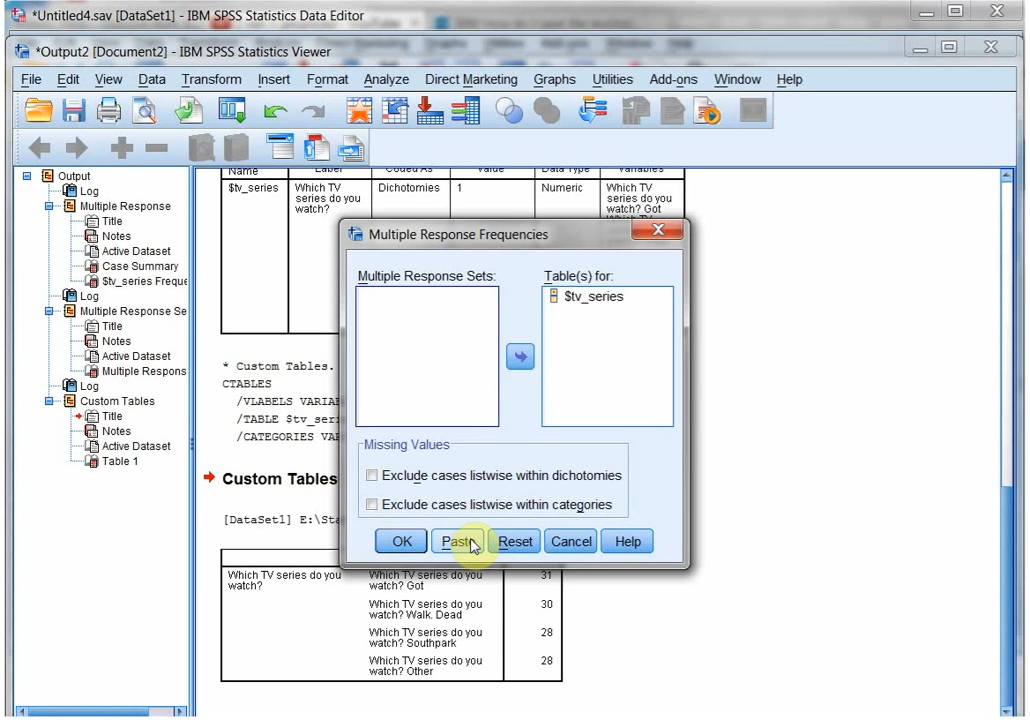 *Untitled4.sav [DataSet1] - IBM SPSS Statistics Data Editor
*Output2 [Document2] - IBM SPSS Statistics Viewer
File Edit View Data Transform Insert Format Analyze Direct Marketing Graphs Utilities Add-ons Window Help
Output
Log
Multiple Response
Title
Notes
Active Dataset
Case Summary
$tv_series Freque
Log
Multiple Response Se
Title
Notes
Active Dataset
Multiple Respons
Log
Custom Tables
Title
Notes
Active Dataset
Table 1
Name Label Coded As Value Data Type Variables
$tv_series Which TV series do you watch? Dichotomies 1 Numeric Which TV series do you watch? Got
Multiple Response Frequencies
Multiple Response Sets: Table(s) for:
$tv_series
Missing Values
Exclude cases listwise within dichotomies
Exclude cases listwise within categories
OK Paste Reset Cancel Help
* Custom Tables.
CTABLES
/VLABELS VARIA
/TABLE $tv_seri
/CATEGORIES VAR
Custom Tables
[DataSet1] E:\Sta
Which TV series do you watch? Which TV series do you watch? Got 31
Which TV series do you watch? Walk. Dead 30
Which TV series do you watch? Southpark 28
Which TV series do you watch? Other 28